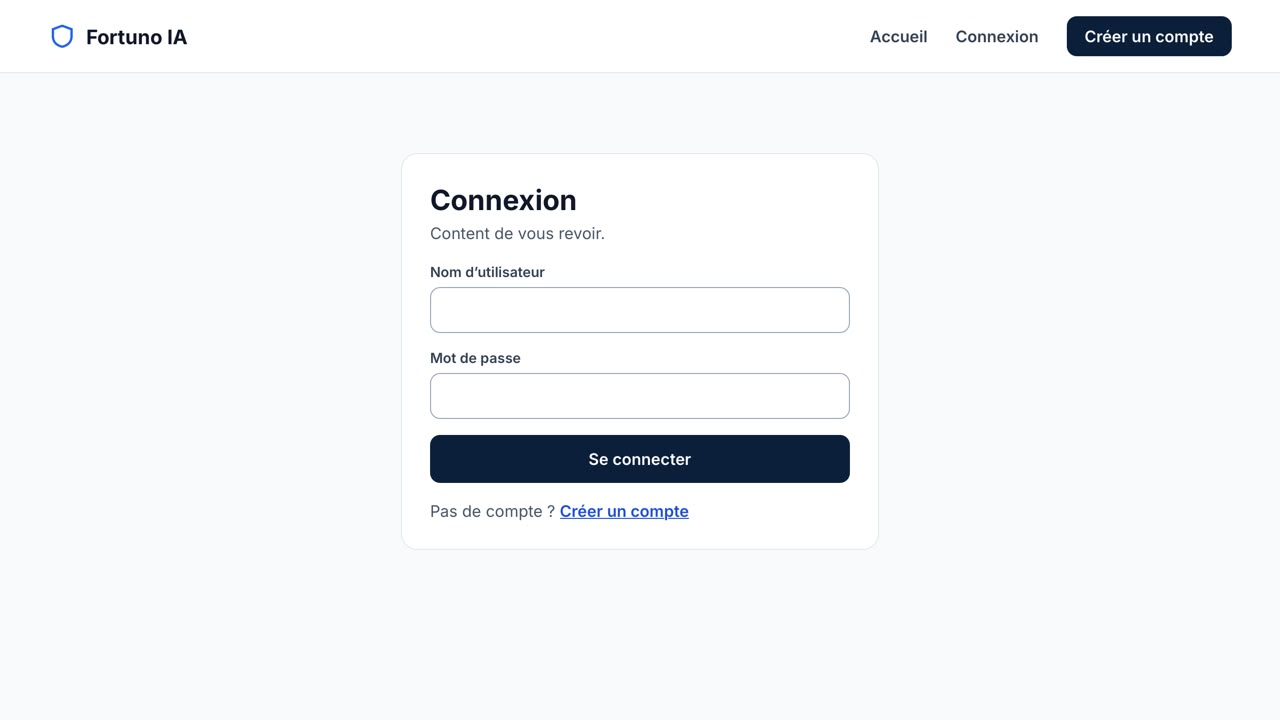 Fortuno IA
Accueil
Connexion
Créer un compte
Connexion
Content de vous revoir.
Nom d’utilisateur
Mot de passe
Se connecter
Pas de compte ? Créer un compte